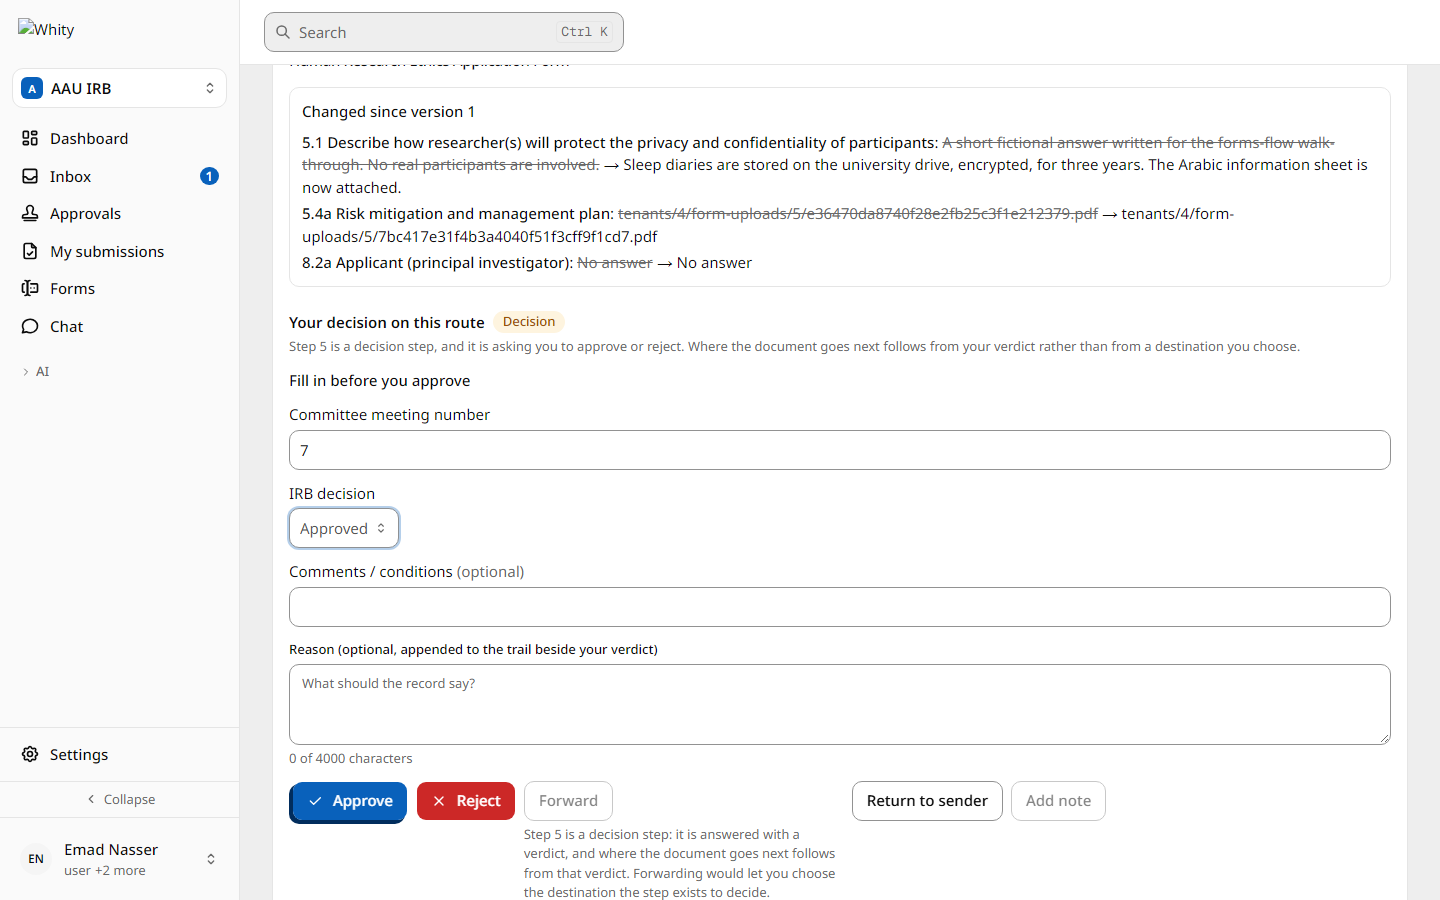 Whity
Search
Ctrl K
A
AAU IRB
Dashboard
Inbox
1
Approvals
My submissions
Forms
Chat
AI
Settings
Collapse
EN
Emad Nasser
user +2 more
Human Research Ethics Application Form
Changed since version 1
5.1 Describe how researcher(s) will protect the privacy and confidentiality of participants: A short fictional answer written for the forms-flow walk-
through. No real participants are involved. → Sleep diaries are stored on the university drive, encrypted, for three years. The Arabic information sheet is
now attached.
5.4a Risk mitigation and management plan: tenants/4/form-uploads/5/e36470da8740f28e2fb25c3f1e212379.pdf → tenants/4/form-
uploads/5/7bc417e31f4b3a4040f51f3cff9f1cd7.pdf
8.2a Applicant (principal investigator): No answer → No answer
Your decision on this route
Decision
Step 5 is a decision step, and it is asking you to approve or reject. Where the document goes next follows from your verdict rather than from a destination you choose.
Fill in before you approve
Committee meeting number
7
IRB decision
Approved
Comments / conditions (optional)
Reason (optional, appended to the trail beside your verdict)
What should the record say?
0 of 4000 characters
Approve
Reject
Forward
Return to sender
Add note
Step 5 is a decision step: it is answered with a
verdict, and where the document goes next follows
from that verdict. Forwarding would let you choose
the destination the step exists to decide.